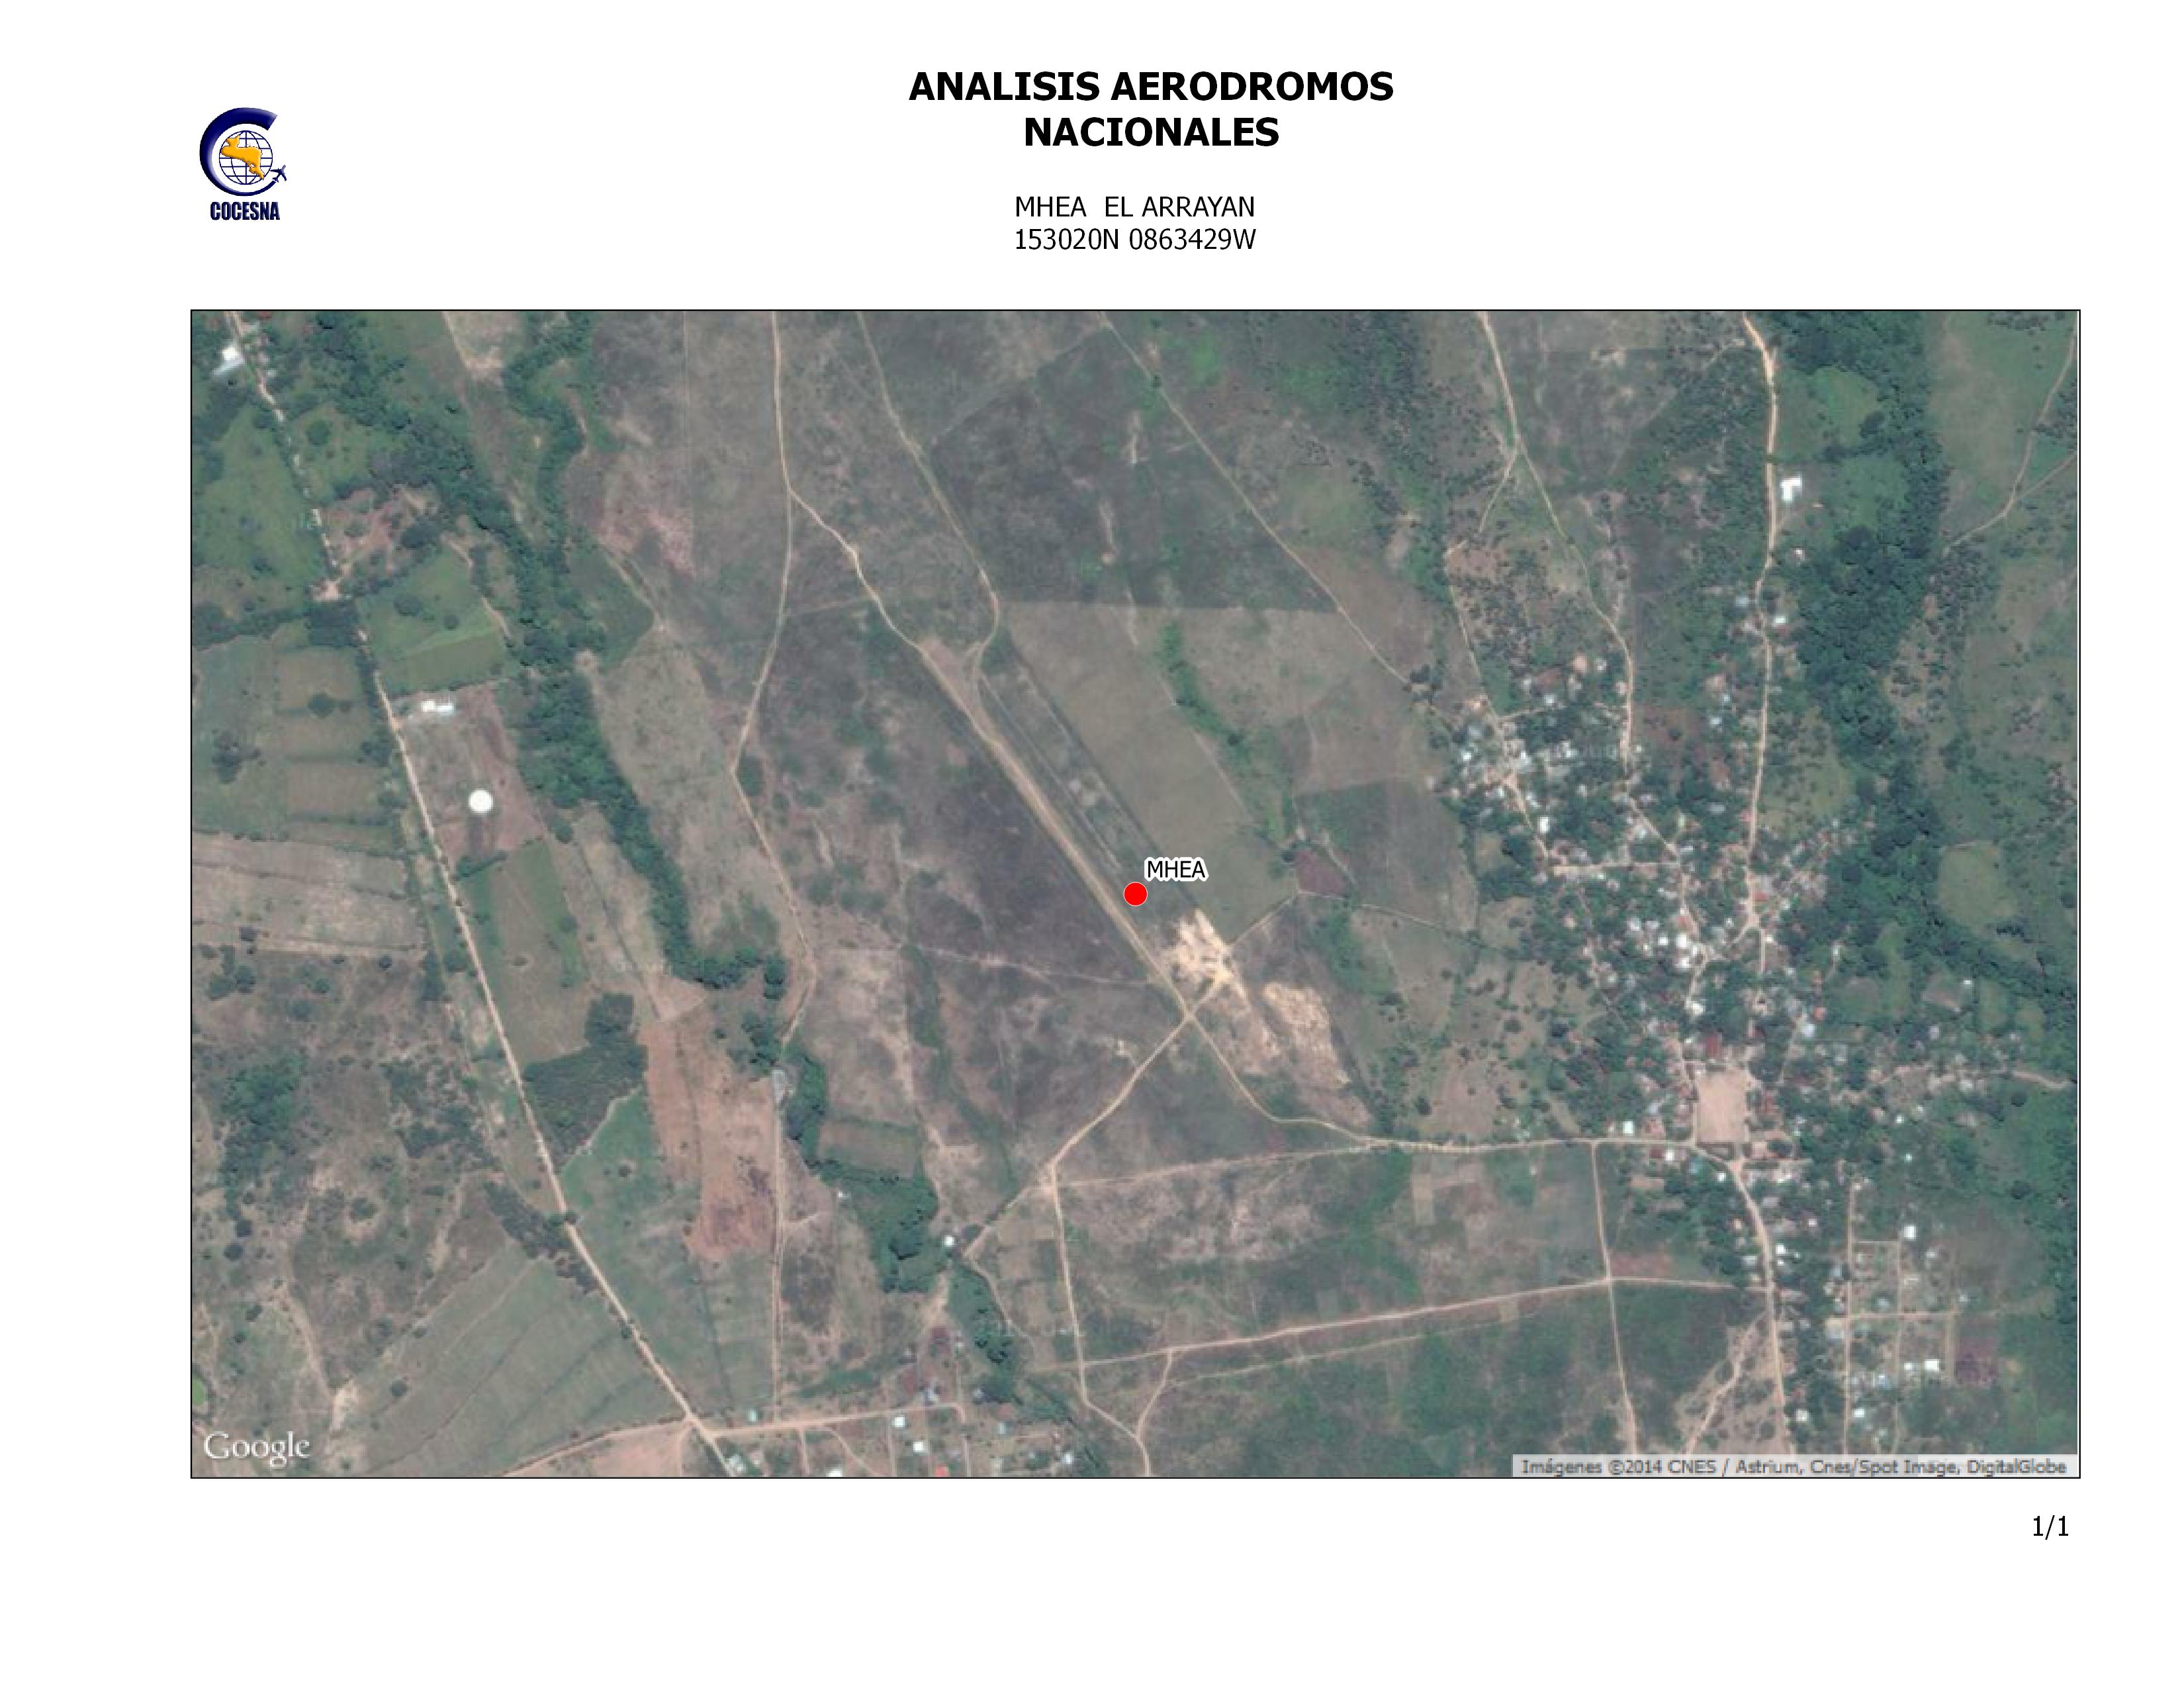 ANALISIS AERODROMOS
NACIONALES
COCESNA
MHEA EL ARRAYAN
153020N 0863429W
MHEA
Google
Imágenes ©2014 CNES / Astrium, Cnes/Spot Image, DigitalGlobe
1/1